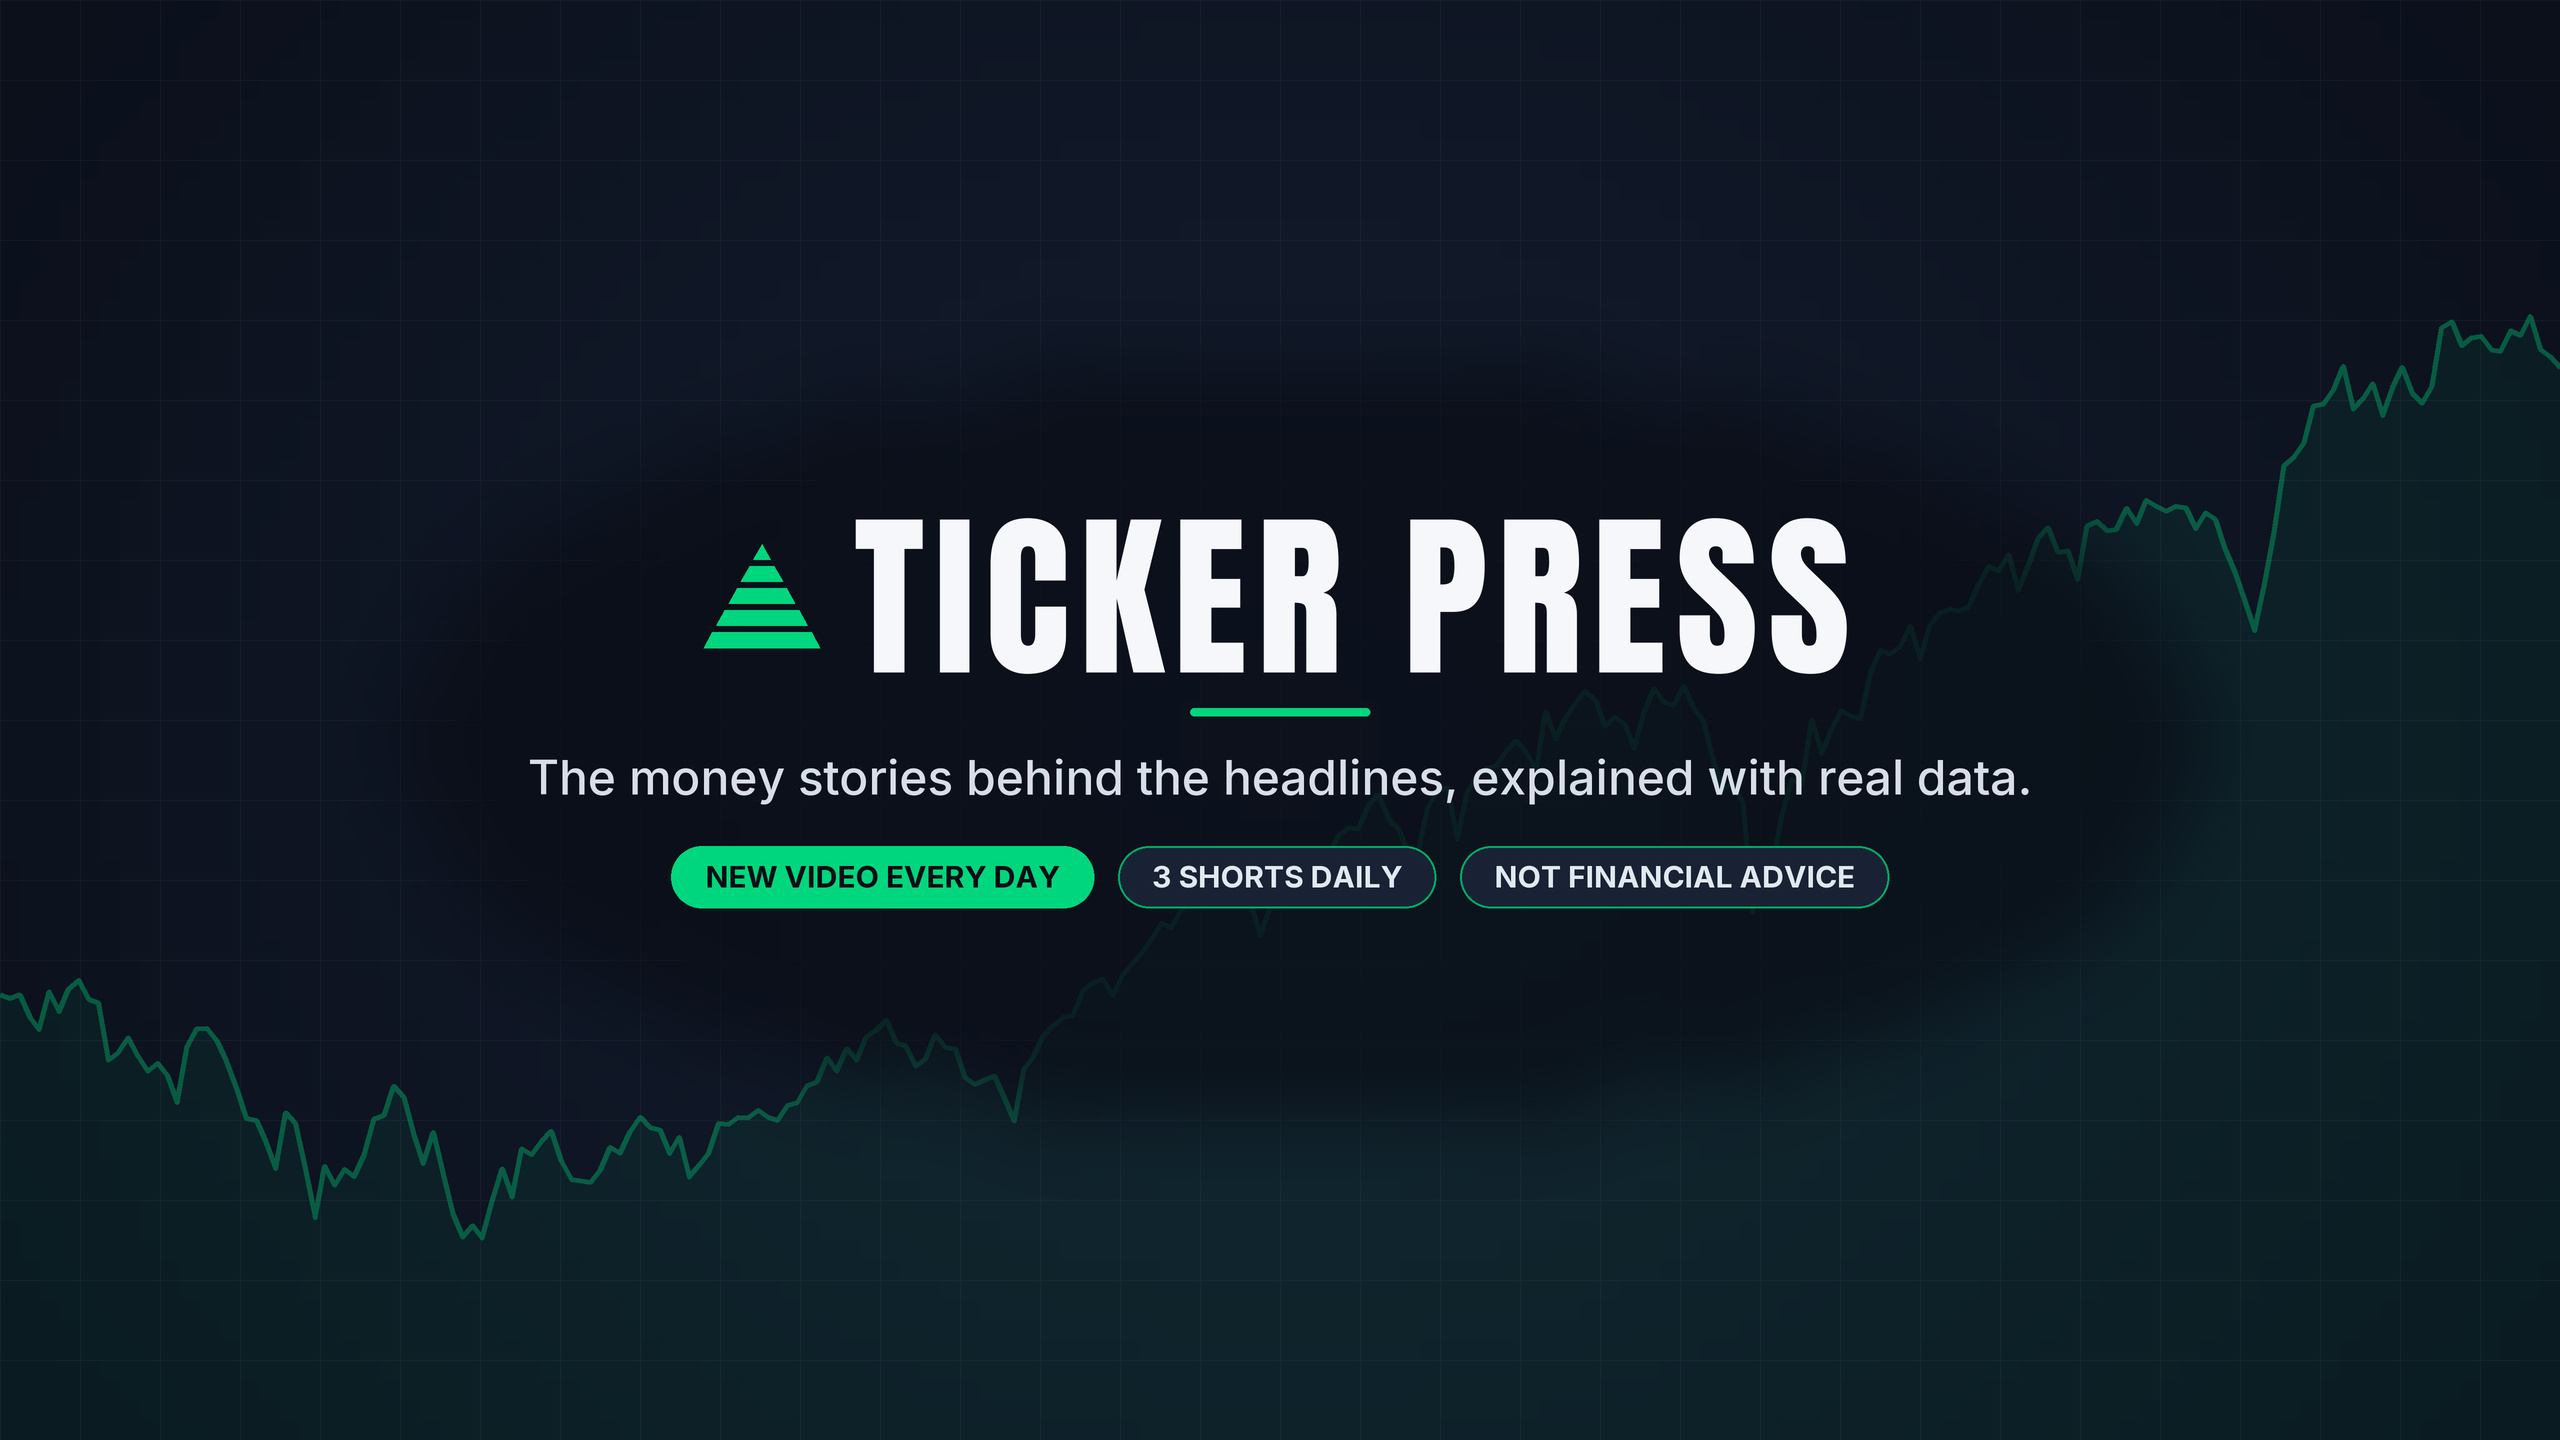 TICKER PRESS
The money stories behind the headlines, explained with real data.
NEW VIDEO EVERY DAY
3 SHORTS DAILY
NOT FINANCIAL ADVICE